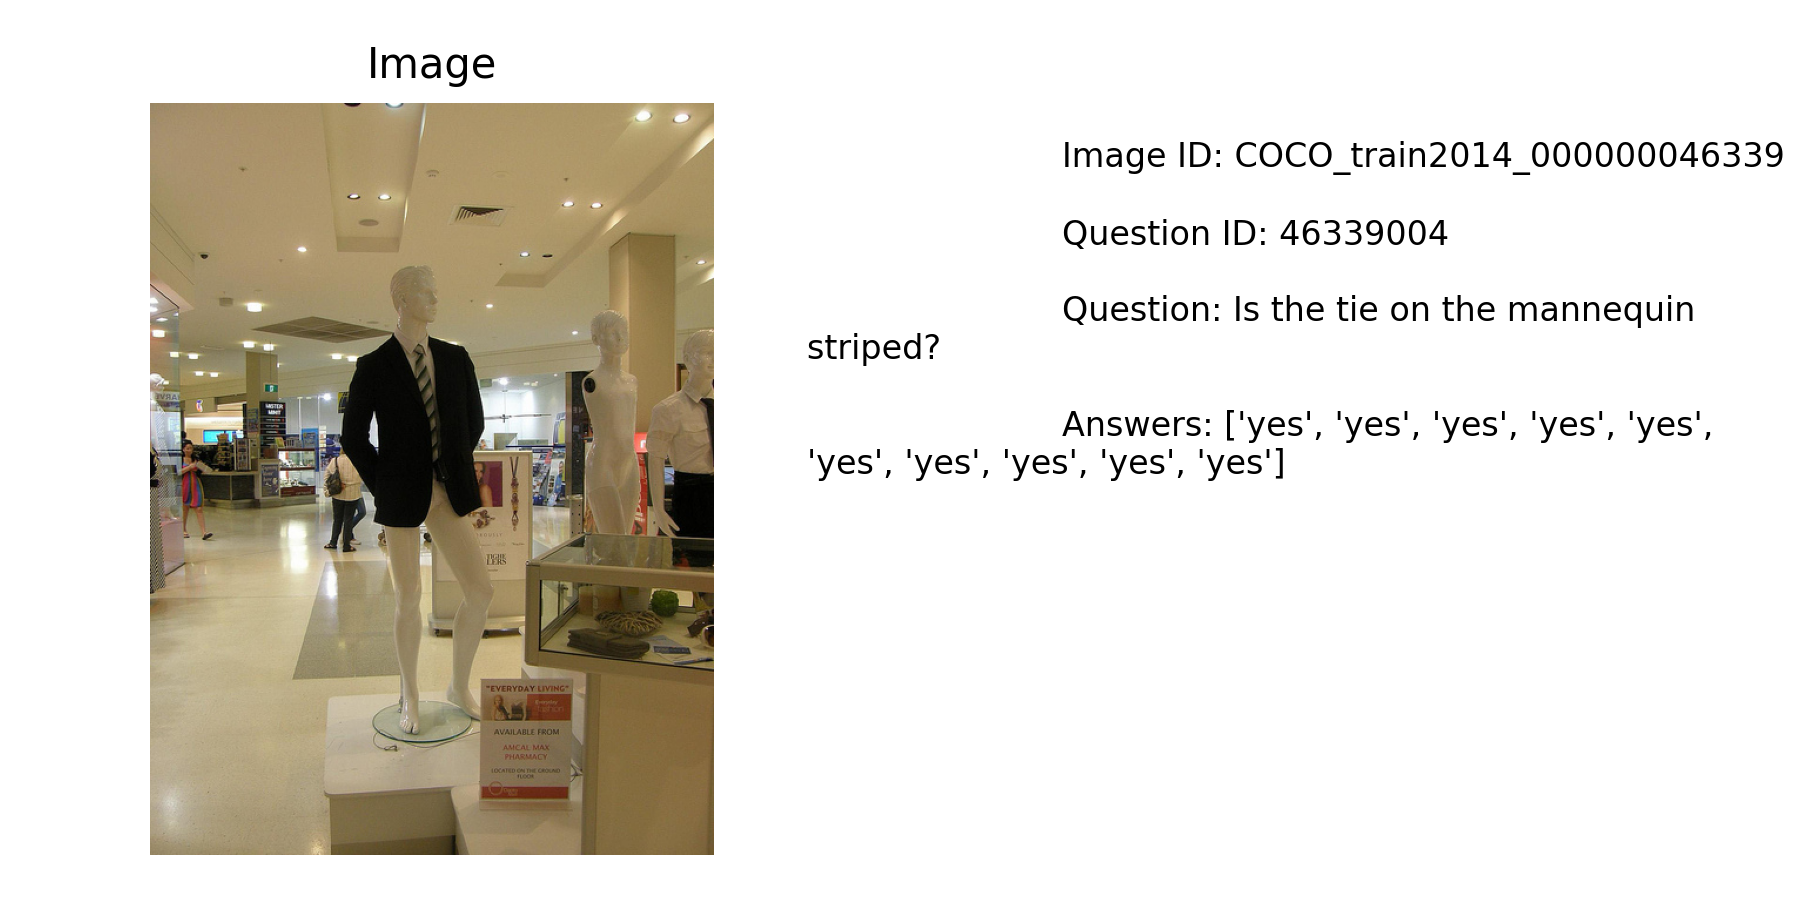 Image
Image ID: COCO_train2014_000000046339
Question ID: 46339004
Question: Is the tie on the mannequin
striped?
Answers: ['yes', 'yes', 'yes', 'yes', 'yes',
'yes', 'yes', 'yes', 'yes', 'yes']
MISTER
MINIT
"EVERYDAY LIVING"
AVAILABLE FROM
AMCAL MAX
PHARMACY
LOCATED ON THE GROUND
FLOOR